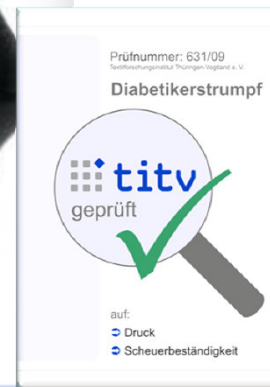 Prüfnummer: 631/09
Textilforschungsinstitut Thüringen-Vogtland e. V.
Diabetikerstrumpf
titv
geprüft
auf:
Druck
Scheuerbeständigkeit